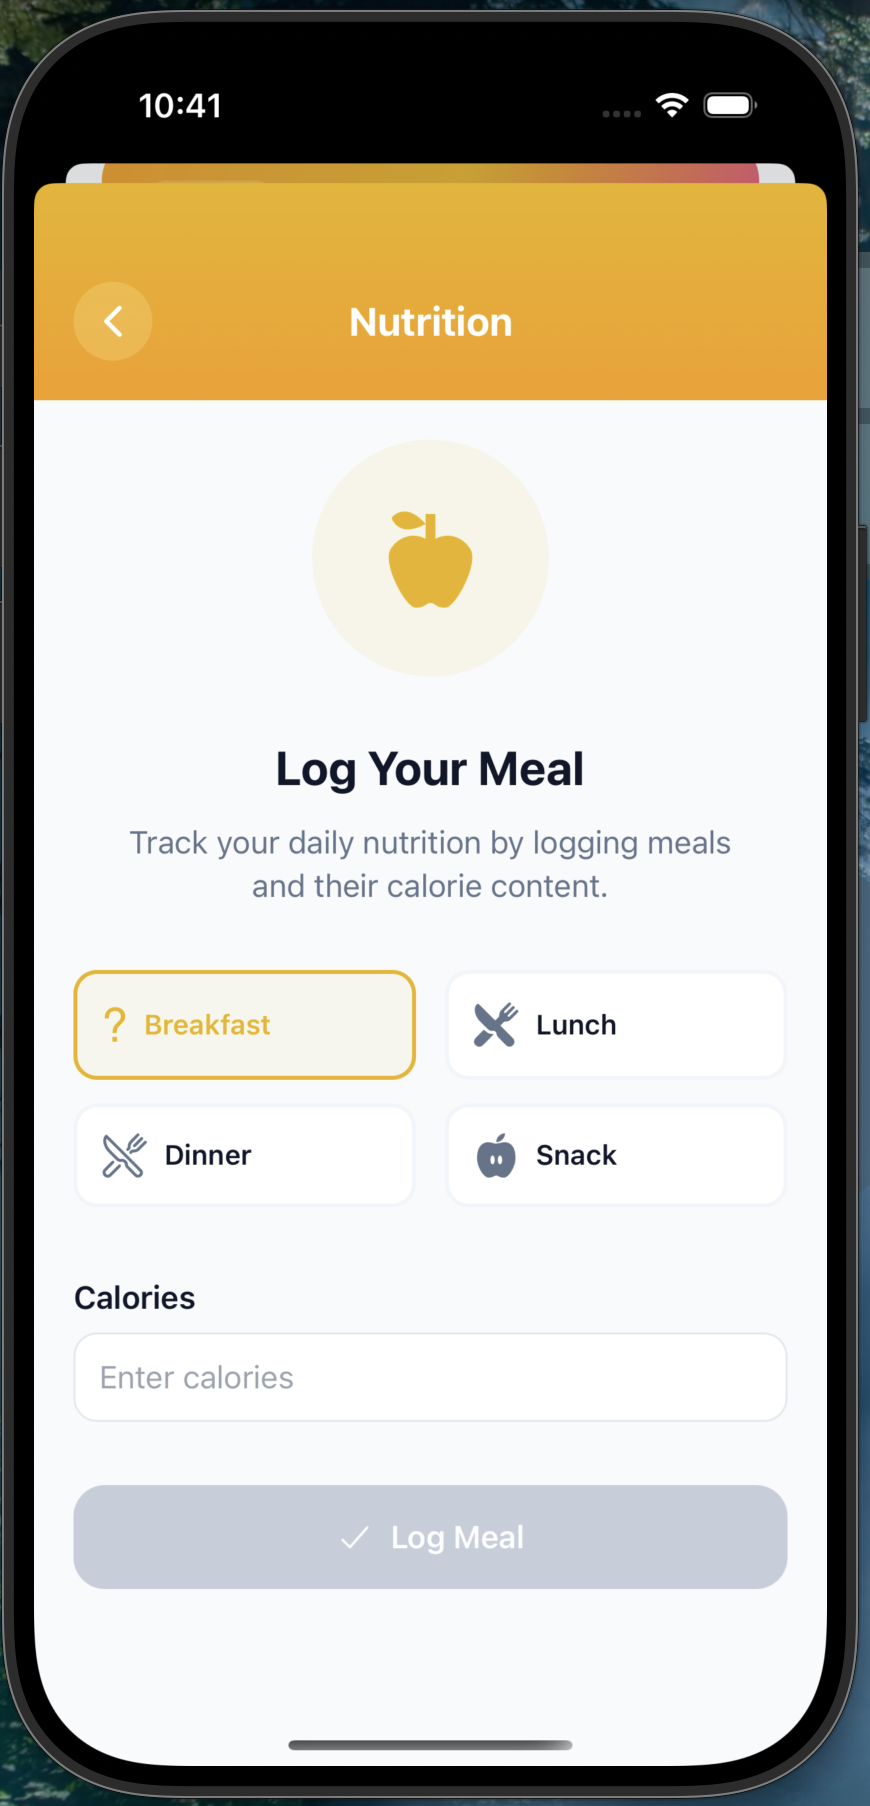 10:41
Nutrition
Log Your Meal
Track your daily nutrition by logging meals
and their calorie content.
? Breakfast
Lunch
Dinner
Snack
Calories
Enter calories
Log Meal